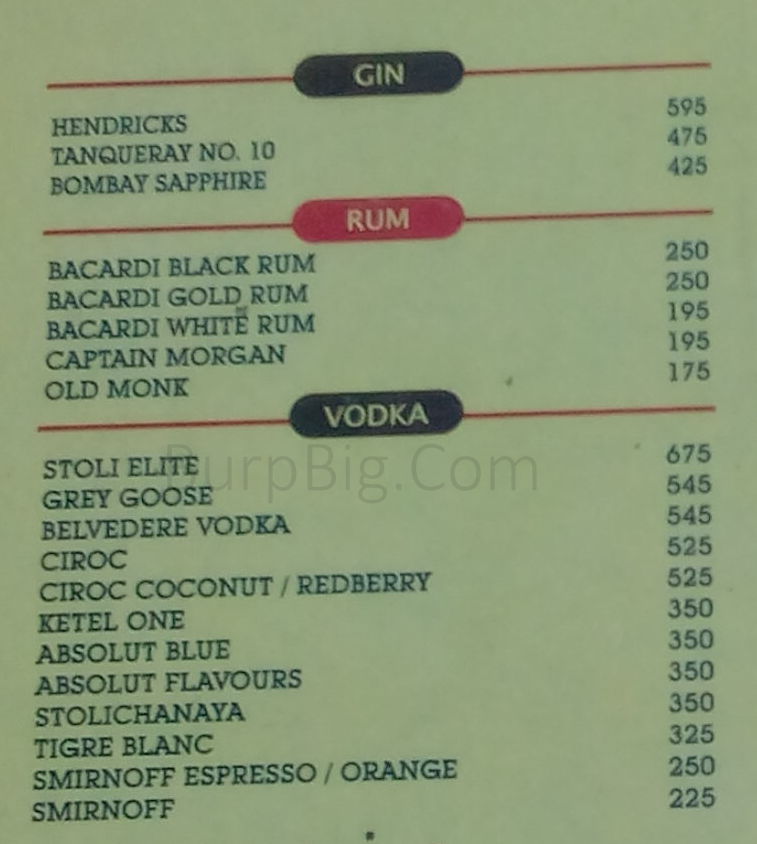 GIN
HENDRICKS 595
TANQUERAY NO. 10 475
BOMBAY SAPPHIRE 425
RUM
BACARDI BLACK RUM 250
BACARDI GOLD RUM 250
BACARDI WHITE RUM 195
CAPTAIN MORGAN 195
OLD MONK 175
VODKA
STOLI ELITE 675
BurpBig.Com
GREY GOOSE 545
BELVEDERE VODKA 545
CIROC 525
CIROC COCONUT / REDBERRY 525
KETEL ONE 350
ABSOLUT BLUE 350
ABSOLUT FLAVOURS 350
STOLICHANAYA 350
TIGRE BLANC 325
SMIRNOFF ESPRESSO / ORANGE 250
SMIRNOFF 225